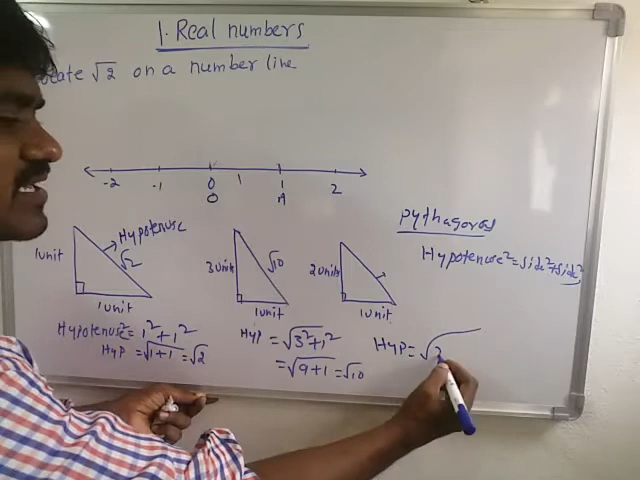 1. Real numbers
√2 on a number line
-2 -1 0 1 1 2
O A
Hypotenuse
1unit
√2
1unit
Hypotenuse² = 1² + 1²
Hyp = √1+1 = √2
3units
√10
1unit
Hyp = √3²+1²
= √9+1 = √10
2units
1unit
Hyp = √
pythagoras
Hypotenuse² = side² + side²